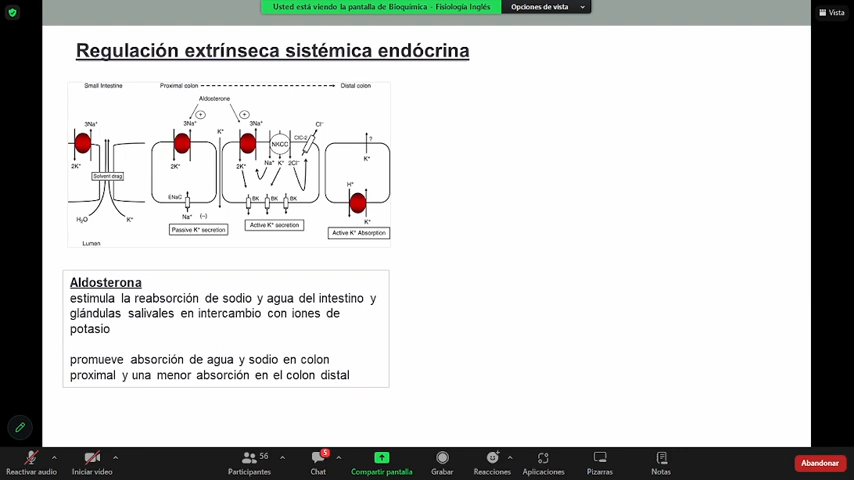 Usted está viendo la pantalla de Bioquímica - Fisiología Inglés
Opciones de vista
Vista
Regulación extrínseca sistémica endócrina
Small Intestine
Proximal colon
Distal colon
Aldosterone
3Na⁺
3Na⁺
3Na⁺
K⁺
NKCC
ClC-2
Cl⁻
?
K⁺
2K⁺
2K⁺
2K⁺
Na⁺
K⁺
2Cl⁻
Solvent drag
H⁺
ENaC
BK
BK
BK
H₂O
K⁺
Na⁺
(–)
K⁺
Passive K⁺ secretion
Active K⁺ secretion
Active K⁺ Absorption
Lumen
Aldosterona
estimula la reabsorción de sodio y agua del intestino y
glándulas salivales en intercambio con iones de
potasio
promueve absorción de agua y sodio en colon
proximal y una menor absorción en el colon distal
Reactivar audio
Iniciar video
56
Participantes
5
Chat
Compartir pantalla
Grabar
Reacciones
Aplicaciones
Pizarras
Notas
Abandonar